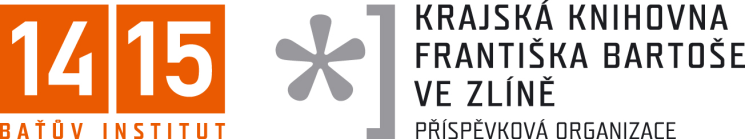 14 15
BAŤŮV INSTITUT
*]
KRAJSKÁ KNIHOVNA
FRANTIŠKA BARTOŠE
VE ZLÍNĚ
PŘÍSPĚVKOVÁ ORGANIZACE